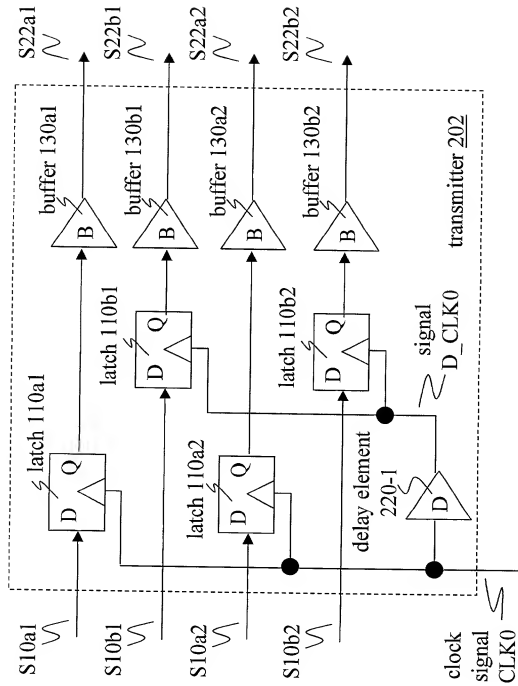 S10a1
S10b1
S10a2
S10b2
clock
signal
CLK0
latch 110a1
D
Q
latch 110b1
D
Q
latch 110a2
D
Q
latch 110b2
D
Q
delay element
220-1
D
signal
D_CLK0
buffer 130a1
B
buffer 130b1
B
buffer 130a2
B
buffer 130b2
B
transmitter 202
S22a1
S22b1
S22a2
S22b2